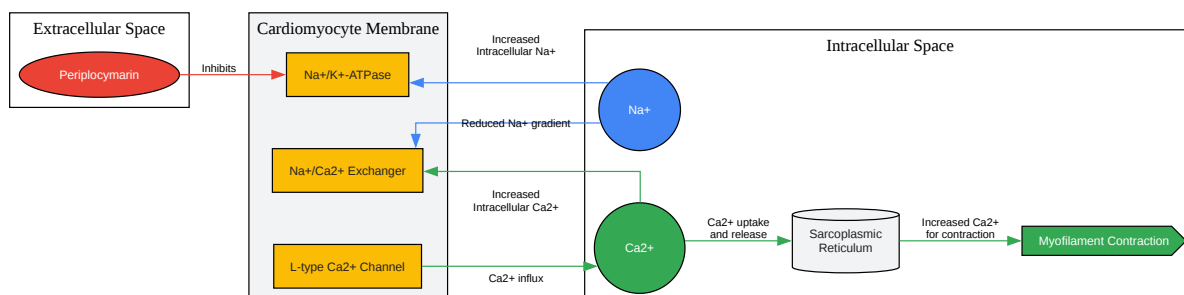 Extracellular Space
Periplocymarin
Inhibits
Cardiomyocyte Membrane
Na+/K+-ATPase
Na+/Ca2+ Exchanger
L-type Ca2+ Channel
Increased
Intracellular Na+
Reduced Na+ gradient
Increased
Intracellular Ca2+
Ca2+ influx
Intracellular Space
Na+
Ca2+
Ca2+ uptake
and release
Sarcoplasmic
Reticulum
Increased Ca2+
for contraction
Myofilament Contraction